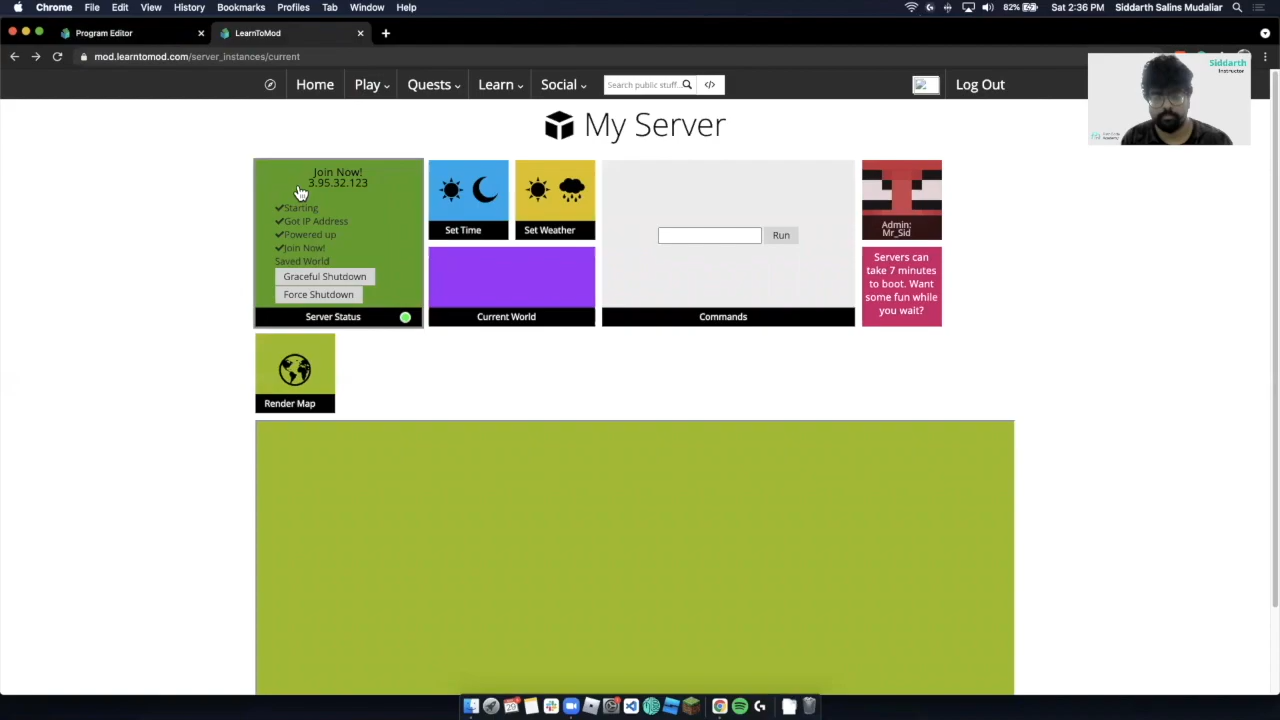 Chrome File Edit View History Bookmarks Profiles Tab Window Help
82% Sat 2:36 PM Siddarth Salins Mudaliar
Program Editor
LearnToMod
mod.learntomod.com/server_instances/current
Home Play Quests Learn Social Search public stuff... Log Out
Siddarth
Instructor
My Server
Join Now!
3.95.32.123
Starting
Got IP Address
Powered up
Join Now!
Saved World
Graceful Shutdown
Force Shutdown
Server Status
Set Time
Set Weather
Current World
Run
Commands
Admin:
Mr_Sid
Servers can
take 7 minutes
to boot. Want
some fun while
you wait?
Render Map